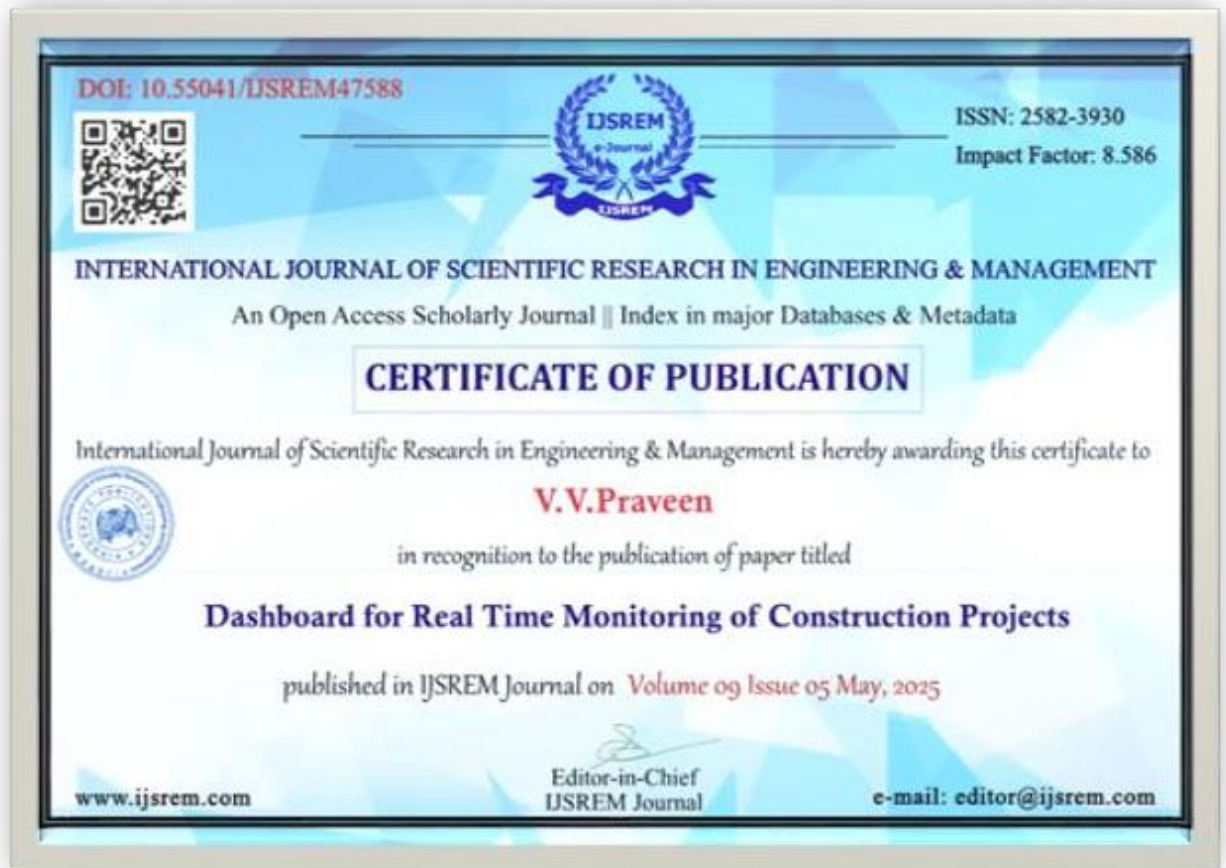 DOI: 10.55041/IJSREM47588
IJSREM
e-Journal
IJSREM
ISSN: 2582-3930
Impact Factor: 8.586
INTERNATIONAL JOURNAL OF SCIENTIFIC RESEARCH IN ENGINEERING & MANAGEMENT
An Open Access Scholarly Journal || Index in major Databases & Metadata
CERTIFICATE OF PUBLICATION
International Journal of Scientific Research in Engineering & Management is hereby awarding this certificate to
V.V.Praveen
in recognition to the publication of paper titled
Dashboard for Real Time Monitoring of Construction Projects
published in IJSREM Journal on Volume 09 Issue 05 May, 2025
Editor-in-Chief
IJSREM Journal
www.ijsrem.com
e-mail: editor@ijsrem.com